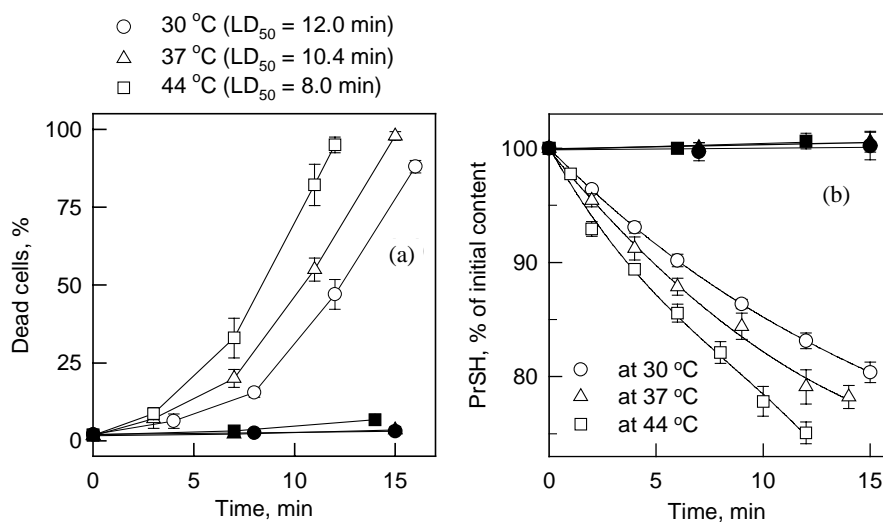 30 °C (LD50 = 12.0 min)
37 °C (LD50 = 10.4 min)
44 °C (LD50 = 8.0 min)
100
75
50
25
0
Dead cells, %
(a)
0 5 10 15
Time, min
100
90
80
PrSH, % of initial content
(b)
at 30 °C
at 37 °C
at 44 °C
0 5 10 15
Time, min